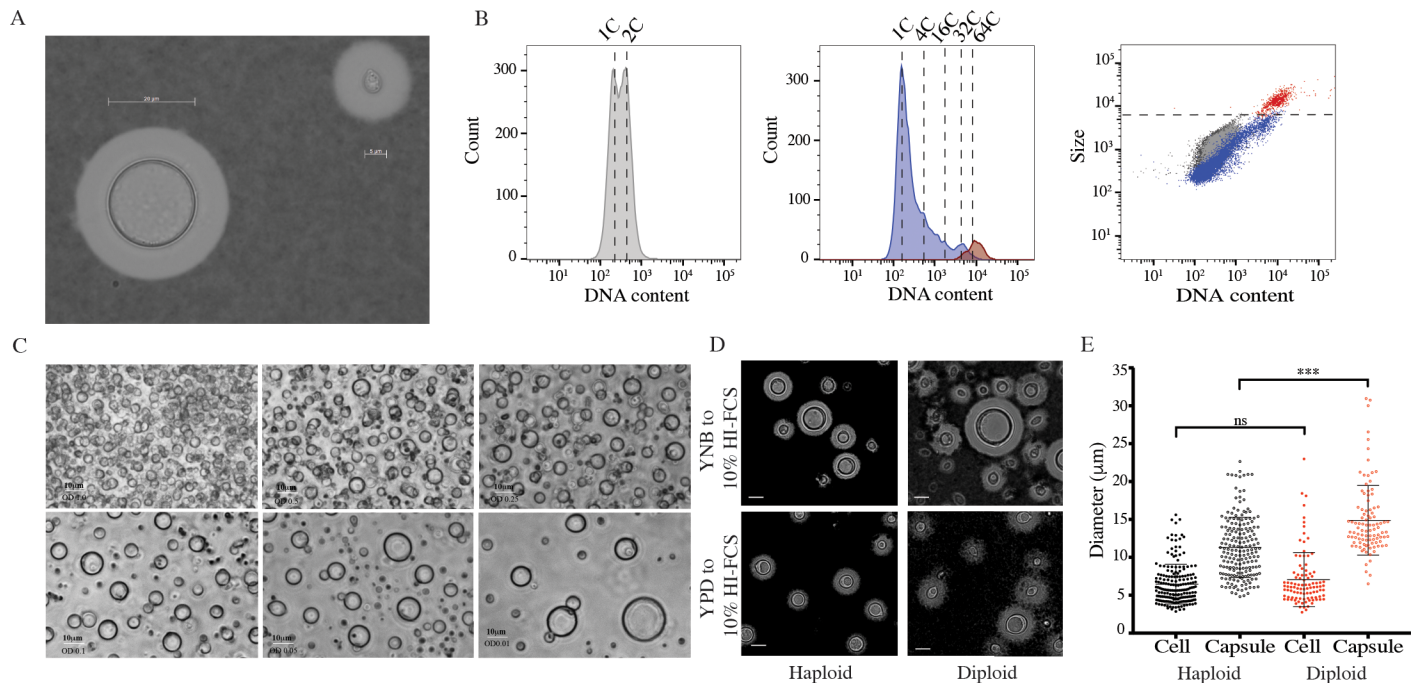 A
20 µm
5 µm
B
1C
2C
300
200
100
0
Count
10¹
10²
10³
10⁴
10⁵
DNA content
1C
4C
16C
32C
64C
300
200
100
0
Count
10¹
10²
10³
10⁴
10⁵
DNA content
10⁵
10⁴
10³
10²
10¹
Size
10¹
10²
10³
10⁴
10⁵
DNA content
C
10µm
10µm
OD 0.5
10µm
OD 0.25
10µm
OD 0.1
10µm
OD 0.05
10µm
OD0.01
D
YNB to
10% HI-FCS
YPD to
10% HI-FCS
Haploid
Diploid
E
35
30
25
20
15
10
5
0
Diameter (µm)
ns
***
Cell Capsule Cell Capsule
Haploid Diploid